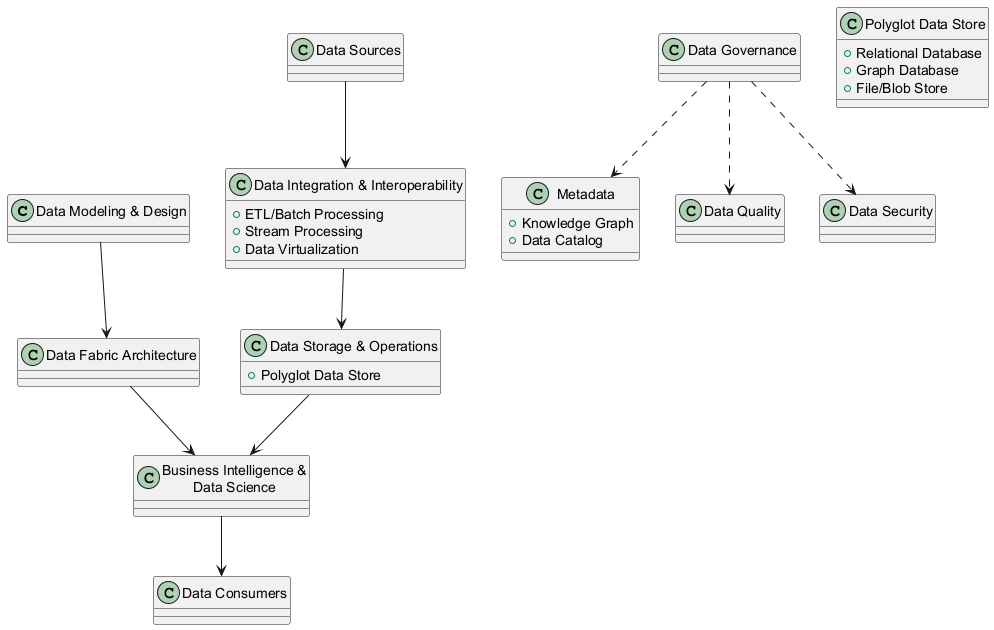 C Data Sources
C Data Governance
C Polyglot Data Store
Relational Database
Graph Database
File/Blob Store
C Data Modeling & Design
C Data Integration & Interoperability
ETL/Batch Processing
Stream Processing
Data Virtualization
C Metadata
Knowledge Graph
Data Catalog
C Data Quality
C Data Security
C Data Fabric Architecture
C Data Storage & Operations
Polyglot Data Store
C Business Intelligence &
Data Science
C Data Consumers